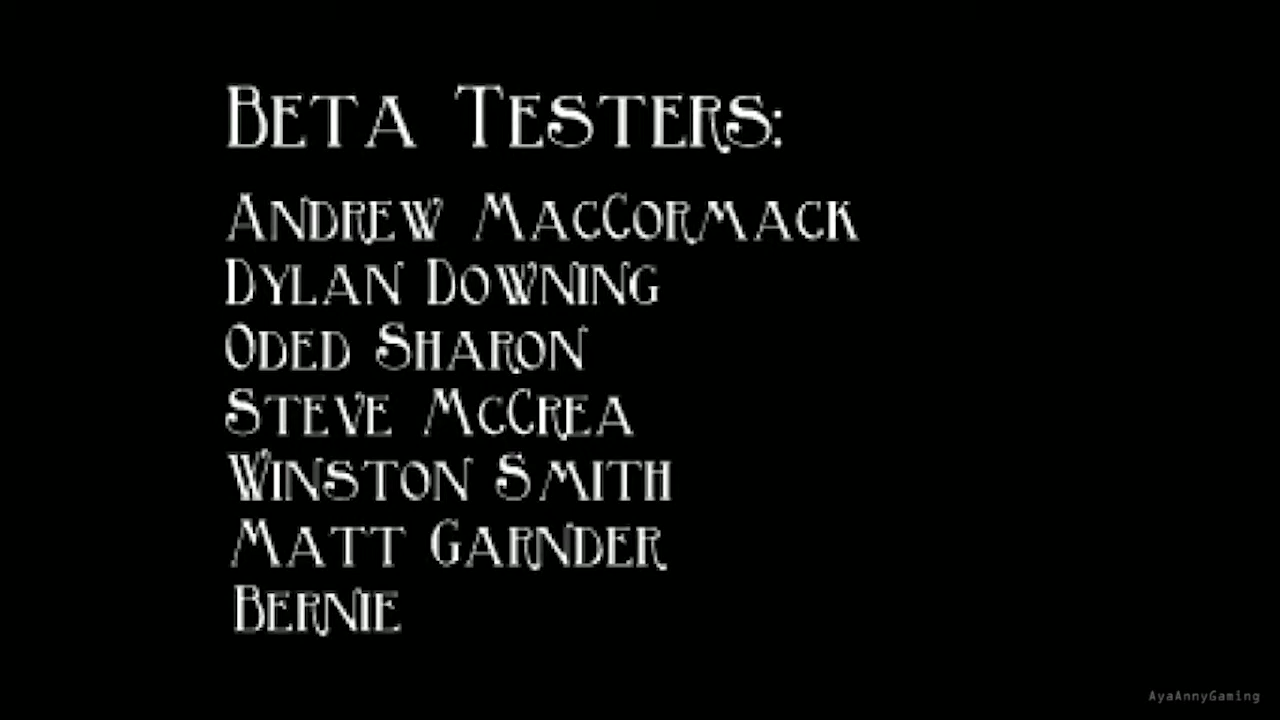 Beta Testers:
Andrew MacCormack
Dylan Downing
Oded Sharon
Steve McCrea
Winston Smith
Matt Garnder
Bernie
AyaAnnyGaming